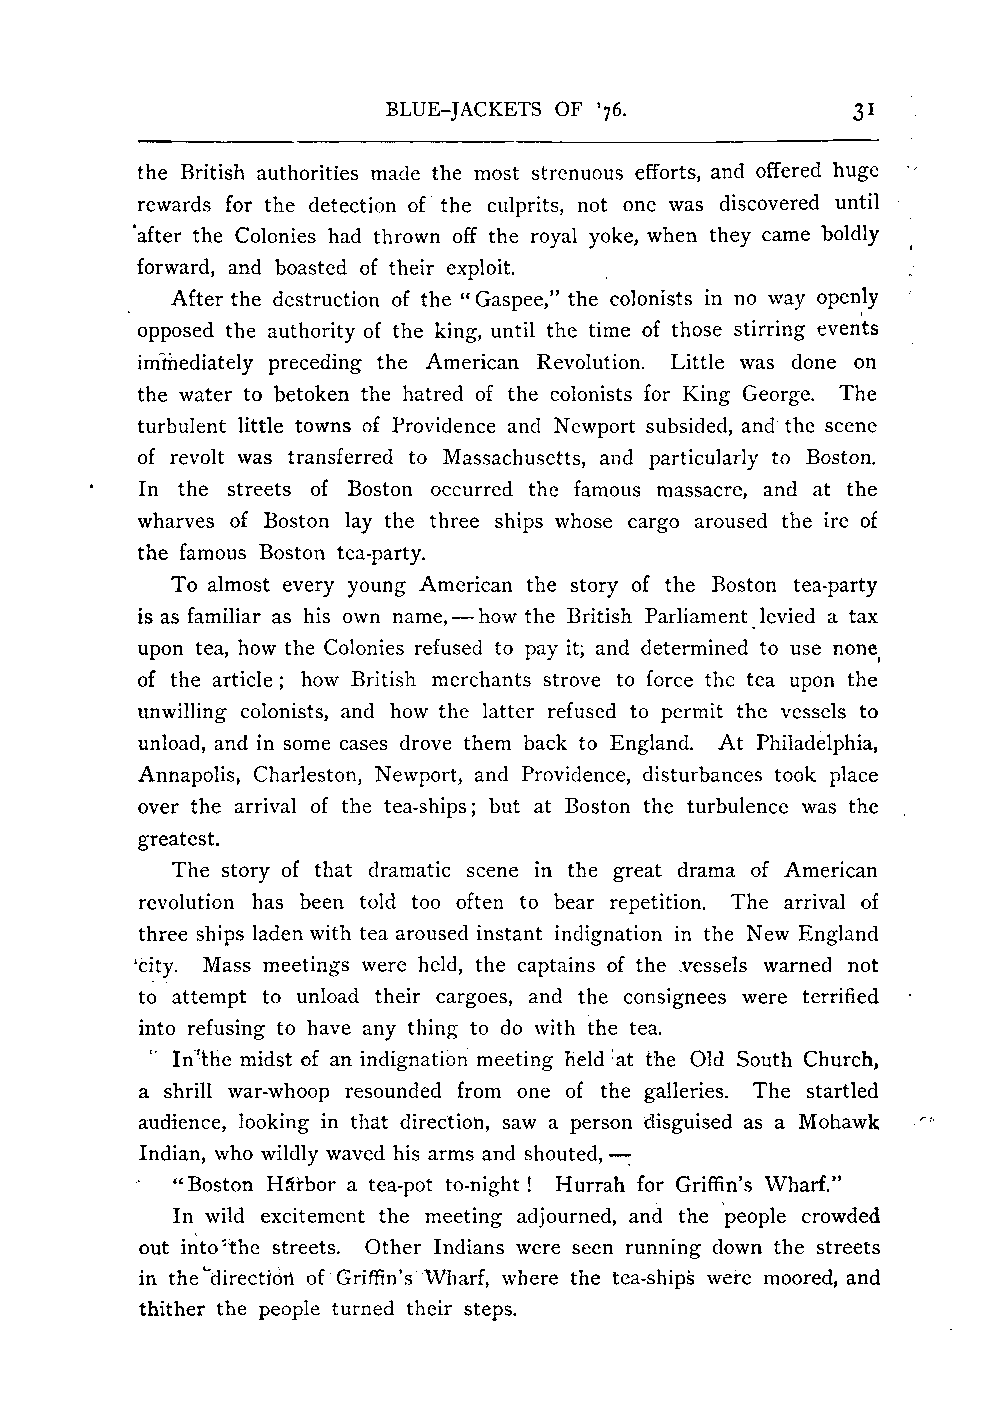 BLUE-JACKETS OF '76. 31
the British authorities made the most strenuous efforts, and offered huge
rewards for the detection of the culprits, not one was discovered until
after the Colonies had thrown off the royal yoke, when they came boldly
forward, and boasted of their exploit.
After the destruction of the "Gaspee," the colonists in no way openly
opposed the authority of the king, until the time of those stirring events
immediately preceding the American Revolution. Little was done on
the water to betoken the hatred of the colonists for King George. The
turbulent little towns of Providence and Newport subsided, and the scene
of revolt was transferred to Massachusetts, and particularly to Boston.
In the streets of Boston occurred the famous massacre, and at the
wharves of Boston lay the three ships whose cargo aroused the ire of
the famous Boston tea-party.
To almost every young American the story of the Boston tea-party
is as familiar as his own name,—how the British Parliament levied a tax
upon tea, how the Colonies refused to pay it, and determined to use none
of the article; how British merchants strove to force the tea upon the
unwilling colonists, and how the latter refused to permit the vessels to
unload, and in some cases drove them back to England. At Philadelphia,
Annapolis, Charleston, Newport, and Providence, disturbances took place
over the arrival of the tea-ships; but at Boston the turbulence was the
greatest.
The story of that dramatic scene in the great drama of American
revolution has been told too often to bear repetition. The arrival of
three ships laden with tea aroused instant indignation in the New England
city. Mass meetings were held, the captains of the vessels warned not
to attempt to unload their cargoes, and the consignees were terrified
into refusing to have any thing to do with the tea.
In the midst of an indignation meeting held at the Old South Church,
a shrill war-whoop resounded from one of the galleries. The startled
audience, looking in that direction, saw a person disguised as a Mohawk
Indian, who wildly waved his arms and shouted,—
"Boston Harbor a tea-pot to-night! Hurrah for Griffin's Wharf."
In wild excitement the meeting adjourned, and the people crowded
out into the streets. Other Indians were seen running down the streets
in the direction of Griffin's Wharf, where the tea-ships were moored, and
thither the people turned their steps.